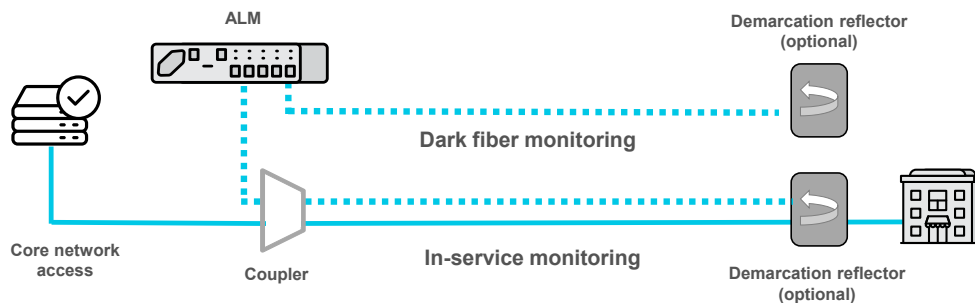 ALM
Demarcation reflector
(optional)
Dark fiber monitoring
Core network
access
Coupler
In-service monitoring
Demarcation reflector
(optional)